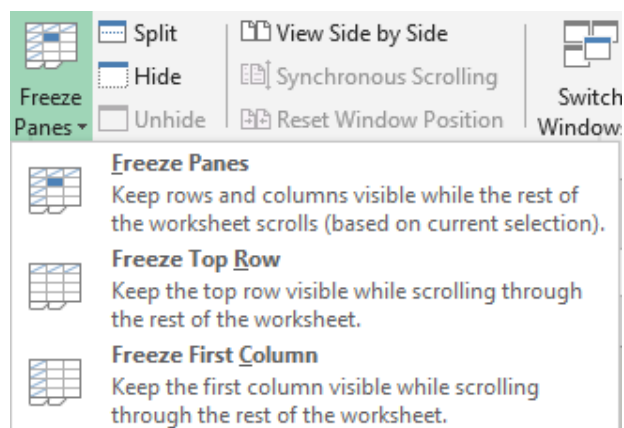 Freeze
Panes
Split
Hide
Unhide
View Side by Side
Synchronous Scrolling
Reset Window Position
Switch
Window
Freeze Panes
Keep rows and columns visible while the rest of
the worksheet scrolls (based on current selection).
Freeze Top Row
Keep the top row visible while scrolling through
the rest of the worksheet.
Freeze First Column
Keep the first column visible while scrolling
through the rest of the worksheet.